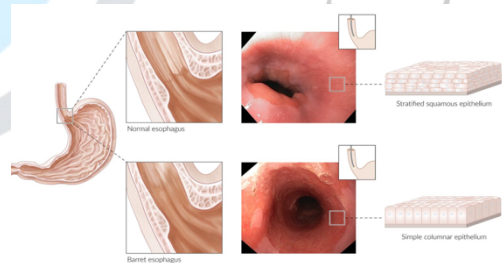 Normal esophagus
Stratified squamous epithelium
Barret esophagus
Simple columnar epithelium